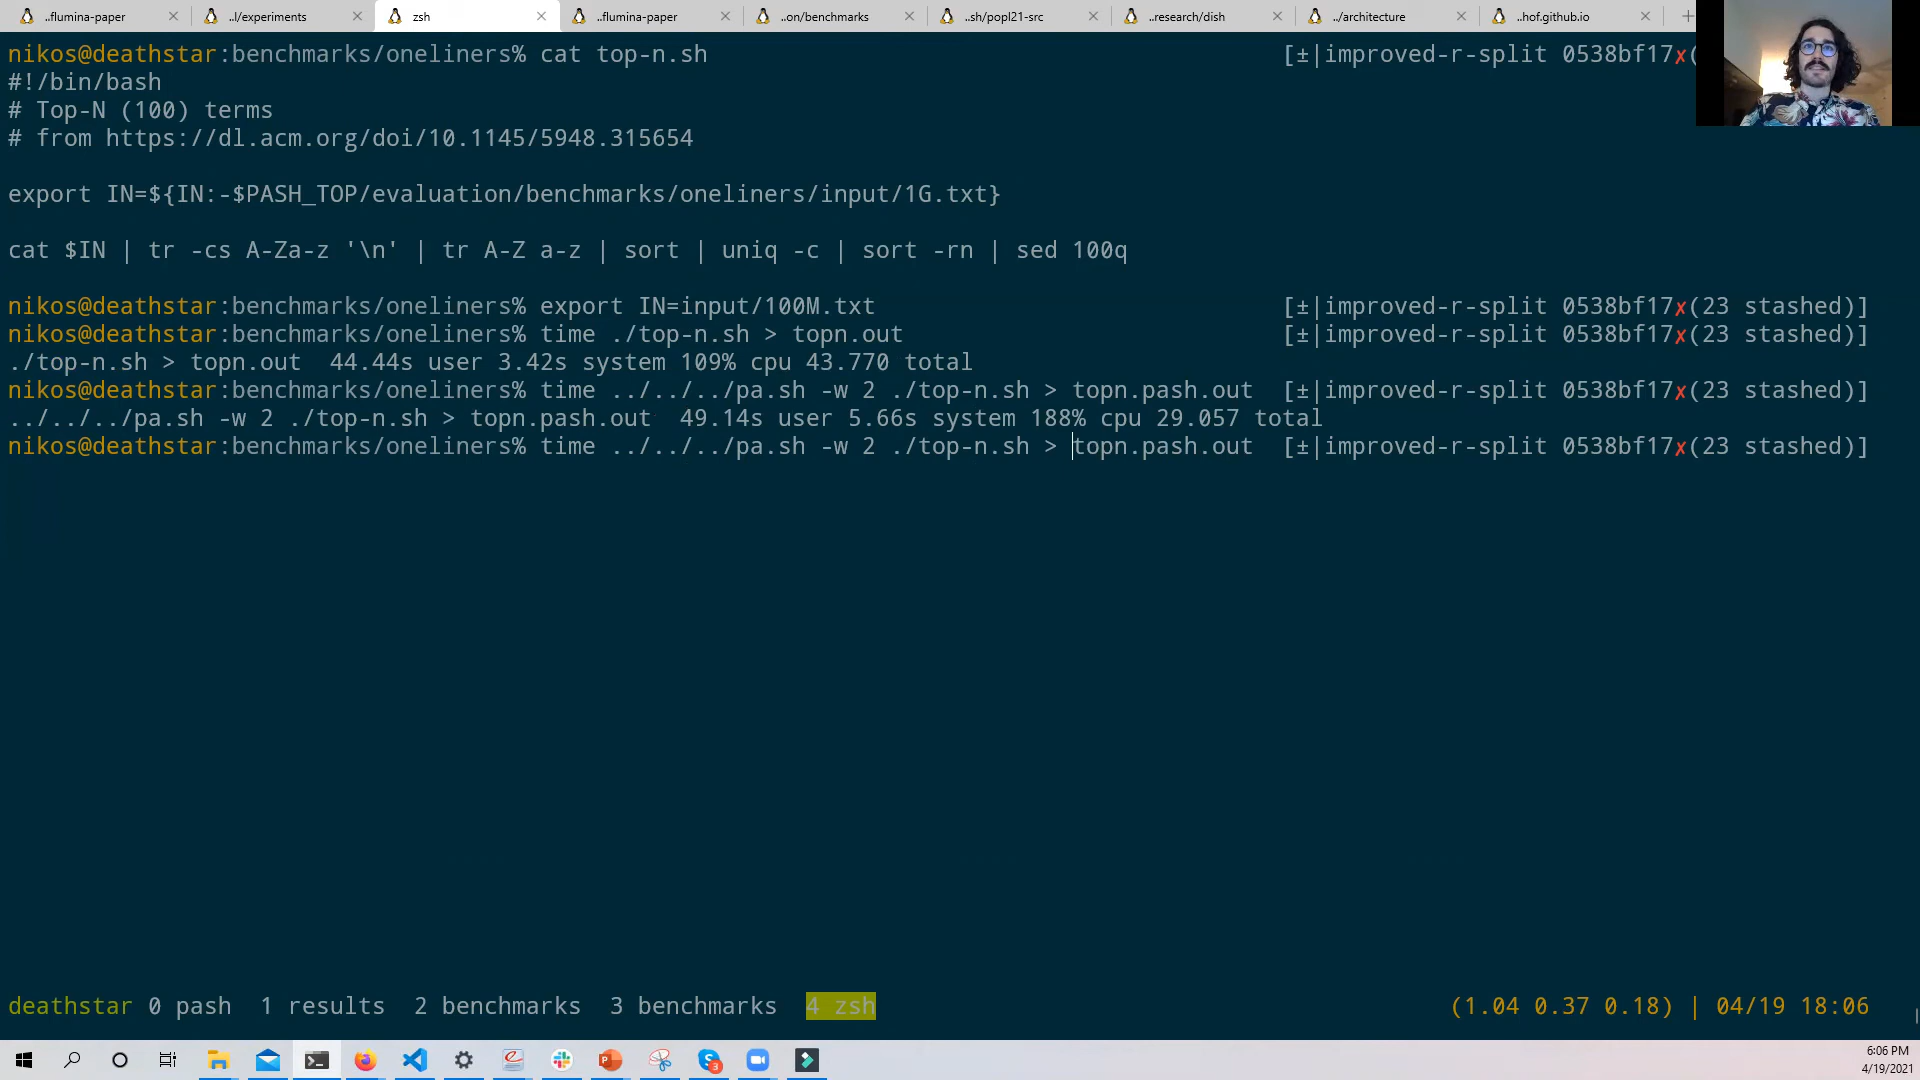 ..flumina-paper
..l/experiments
zsh
..flumina-paper
..on/benchmarks
..sh/popl21-src
..research/dish
../architecture
..hof.github.io
nikos@deathstar:benchmarks/oneliners% cat top-n.sh [±|improved-r-split 0538bf17✗(
#!/bin/bash
# Top-N (100) terms
# from https://dl.acm.org/doi/10.1145/5948.315654
export IN=${IN:-$PASH_TOP/evaluation/benchmarks/oneliners/input/1G.txt}
cat $IN | tr -cs A-Za-z '\n' | tr A-Z a-z | sort | uniq -c | sort -rn | sed 100q
nikos@deathstar:benchmarks/oneliners% export IN=input/100M.txt [±|improved-r-split 0538bf17✗(23 stashed)]
nikos@deathstar:benchmarks/oneliners% time ./top-n.sh > topn.out [±|improved-r-split 0538bf17✗(23 stashed)]
./top-n.sh > topn.out  44.44s user 3.42s system 109% cpu 43.770 total
nikos@deathstar:benchmarks/oneliners% time ../../../pa.sh -w 2 ./top-n.sh > topn.pash.out [±|improved-r-split 0538bf17✗(23 stashed)]
../../../pa.sh -w 2 ./top-n.sh > topn.pash.out  49.14s user 5.66s system 188% cpu 29.057 total
nikos@deathstar:benchmarks/oneliners% time ../../../pa.sh -w 2 ./top-n.sh > topn.pash.out [±|improved-r-split 0538bf17✗(23 stashed)]
deathstar 0 pash 1 results 2 benchmarks 3 benchmarks 4 zsh (1.04 0.37 0.18) | 04/19 18:06
6:06 PM
4/19/2021